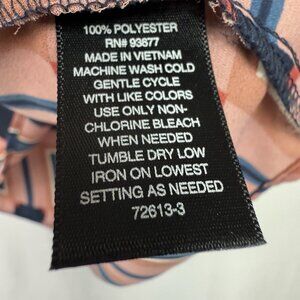 100% POLYESTER
RN# 93677
MADE IN VIETNAM
MACHINE WASH COLD
GENTLE CYCLE
WITH LIKE COLORS
USE ONLY NON-
CHLORINE BLEACH
WHEN NEEDED
TUMBLE DRY LOW
IRON ON LOWEST
SETTING AS NEEDED
72613-3